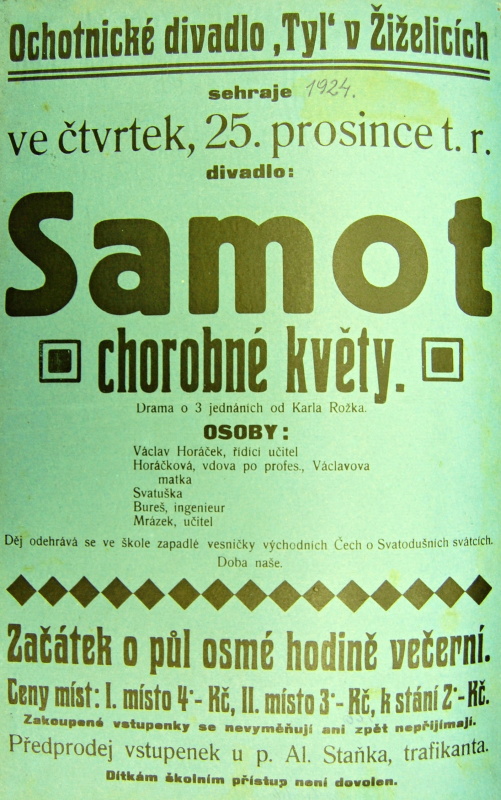 Ochotnické divadlo ‚Tyl‘ v Žiželicích
sehraje 1924.
ve čtvrtek, 25. prosince t. r.
divadlo:
Samot
chorobné květy.
Drama o 3 jednáních od Karla Rožka.
OSOBY:
Václav Horáček, řídící učitel
Horáčková, vdova po profes., Václavova
matka
Svatuška
Bureš, ingenieur
Mrázek, učitel
Děj odehrává se ve škole zapadlé vesničky východních Čech o Svatodušních svátcích.
Doba naše.
Začátek o půl osmé hodině večerní.
Ceny míst: I. místo 4·- Kč, II. místo 3·- Kč, k stání 2·- Kč.
Zakoupené vstupenky se nevyměňují ani zpět nepřijímají.
Předprodej vstupenek u p. Al. Staňka, trafikanta.
Dítkám školním přístup není dovolen.